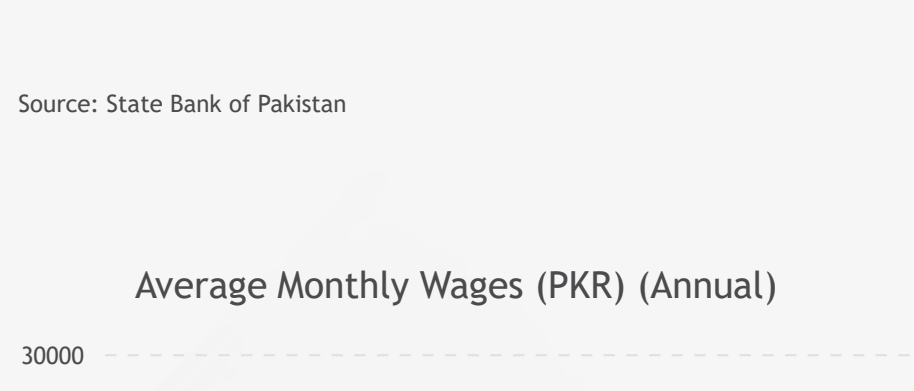 Source: State Bank of Pakistan
Average Monthly Wages (PKR) (Annual)
30000